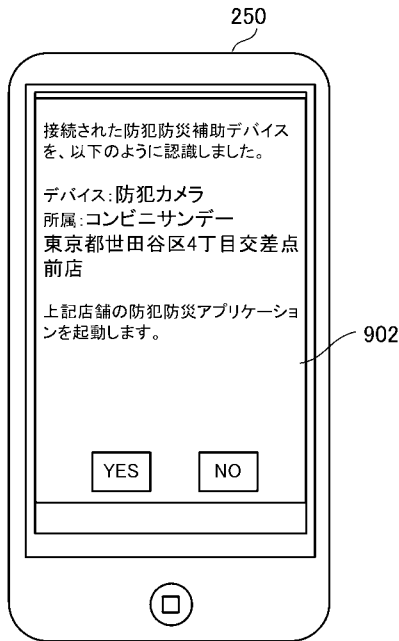 250
接続された防犯防災補助デバイス
を、以下のように認識しました。
デバイス:防犯カメラ
所属:コンビニサンデー
東京都世田谷区4丁目交差点
前店
上記店舗の防犯防災アプリケーショ
ンを起動します。
902
YES NO